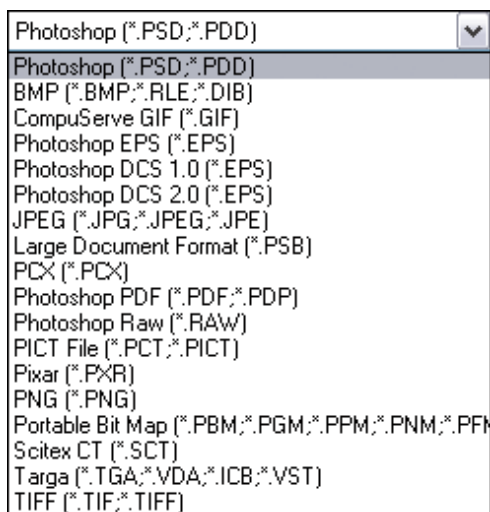 Photoshop (*.PSD;*.PDD)
Photoshop (*.PSD;*.PDD)
BMP (*.BMP;*.RLE;*.DIB)
CompuServe GIF (*.GIF)
Photoshop EPS (*.EPS)
Photoshop DCS 1.0 (*.EPS)
Photoshop DCS 2.0 (*.EPS)
JPEG (*.JPG;*.JPEG;*.JPE)
Large Document Format (*.PSB)
PCX (*.PCX)
Photoshop PDF (*.PDF;*.PDP)
Photoshop Raw (*.RAW)
PICT File (*.PCT;*.PICT)
Pixar (*.PXR)
PNG (*.PNG)
Portable Bit Map (*.PBM;*.PGM;*.PPM;*.PNM;*.PFM
Scitex CT (*.SCT)
Targa (*.TGA;*.VDA;*.ICB;*.VST)
TIFF (*.TIF;*.TIFF)